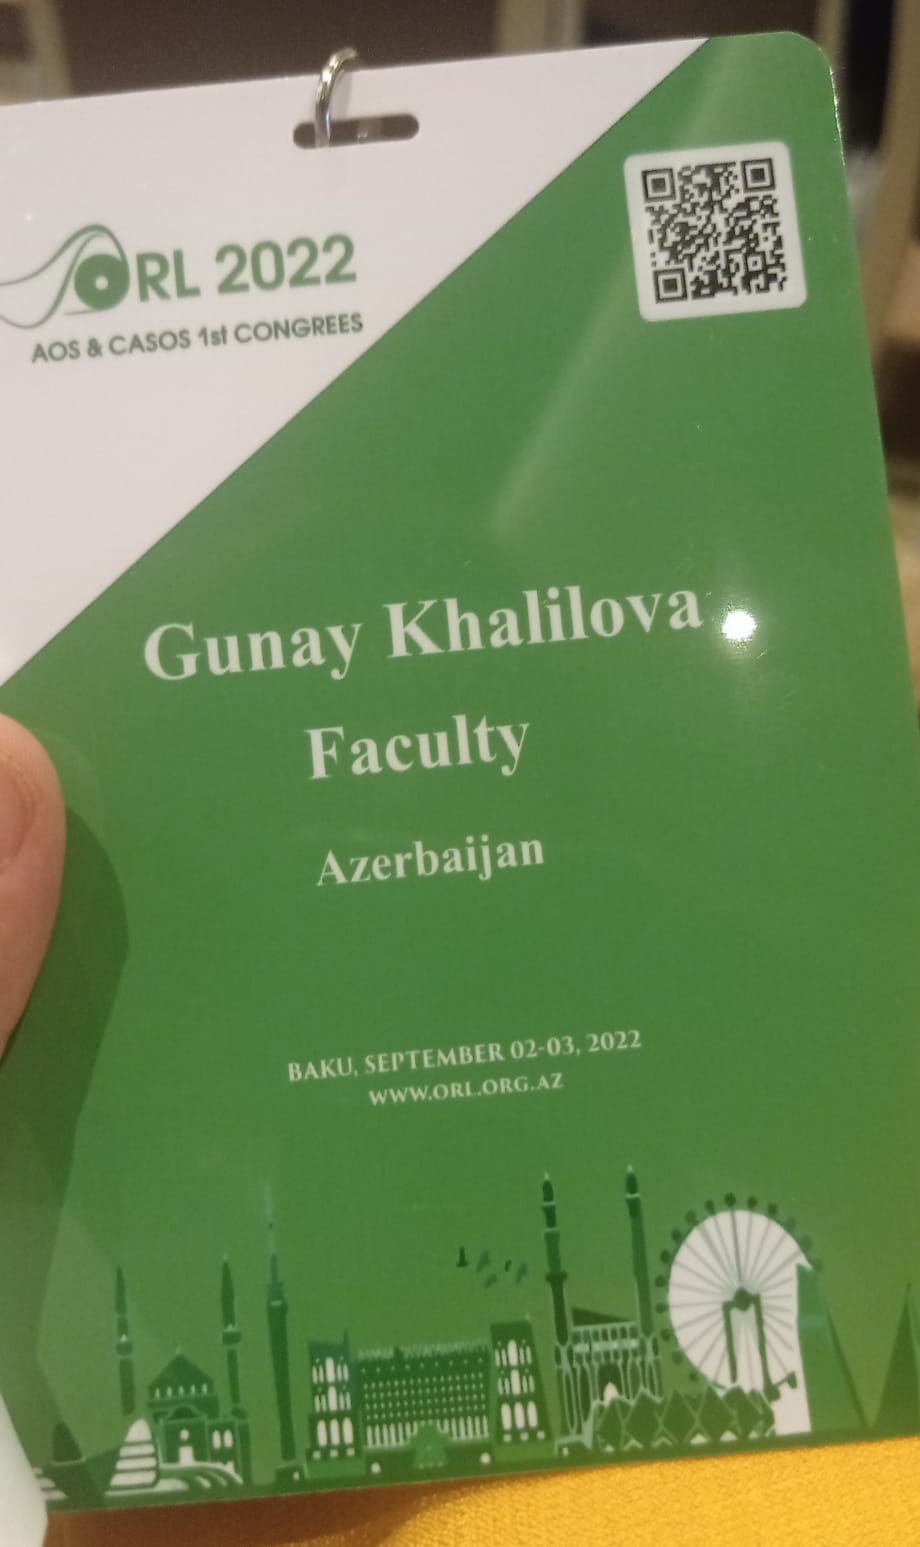 ORL 2022
AOS & CASOS 1st CONGREES
Gunay Khalilova
Faculty
Azerbaijan
BAKU, SEPTEMBER 02-03, 2022
WWW.ORL.ORG.AZ